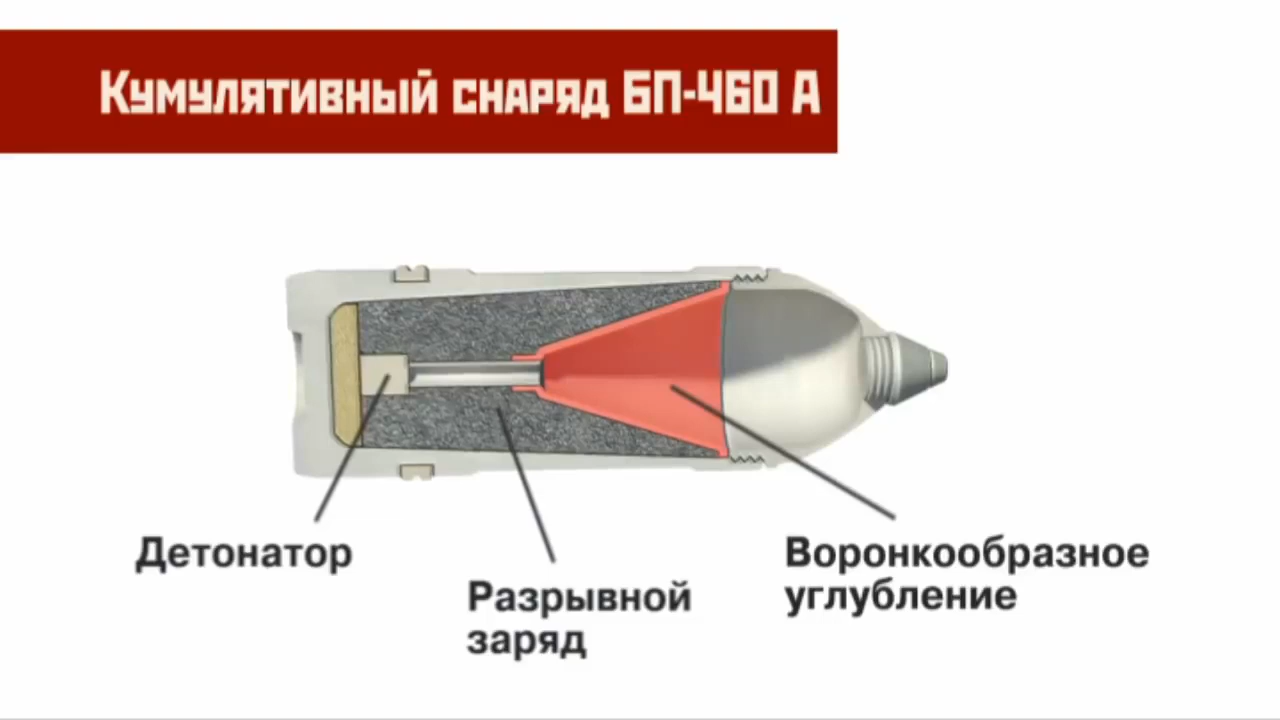 Кумулятивный снаряд БП-460 А
Детонатор
Разрывной
заряд
Воронкообразное
углубление